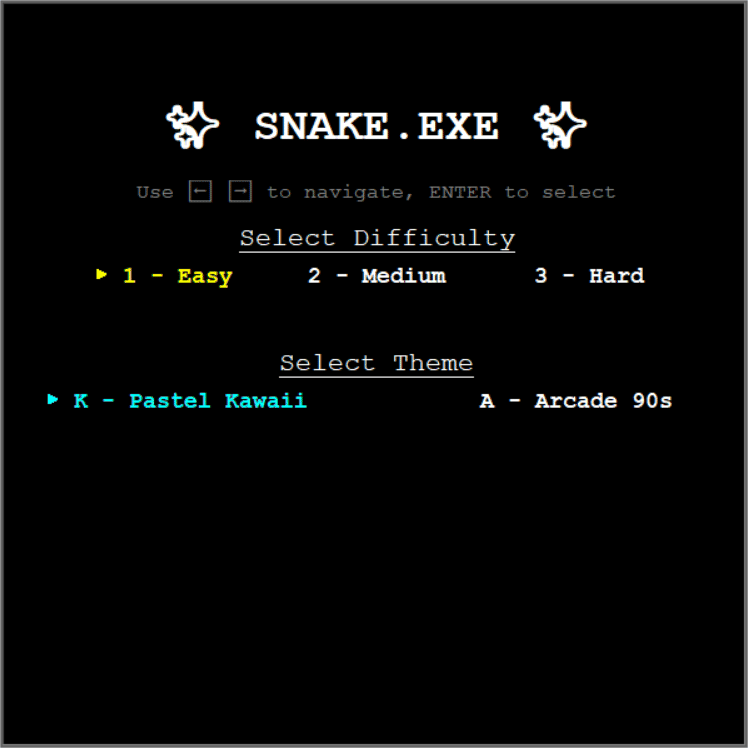 ✨ SNAKE.EXE ✨
Use ← → to navigate, ENTER to select
Select Difficulty
▶ 1 - Easy 2 - Medium 3 - Hard
Select Theme
▶ K - Pastel Kawaii A - Arcade 90s